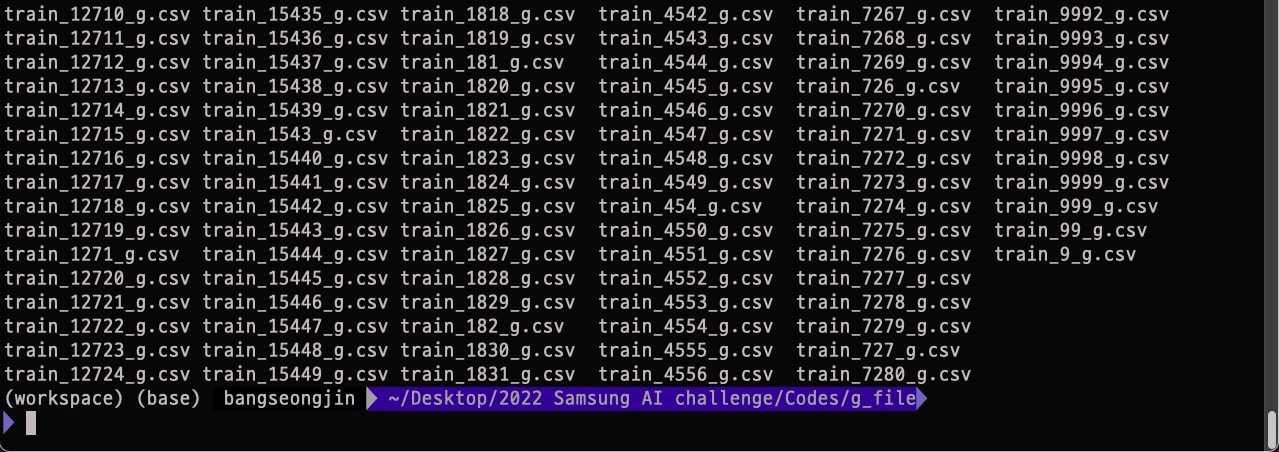 train_12710_g.csv train_15435_g.csv train_1818_g.csv train_4542_g.csv train_7267_g.csv train_9992_g.csv
train_12711_g.csv train_15436_g.csv train_1819_g.csv train_4543_g.csv train_7268_g.csv train_9993_g.csv
train_12712_g.csv train_15437_g.csv train_181_g.csv train_4544_g.csv train_7269_g.csv train_9994_g.csv
train_12713_g.csv train_15438_g.csv train_1820_g.csv train_4545_g.csv train_726_g.csv train_9995_g.csv
train_12714_g.csv train_15439_g.csv train_1821_g.csv train_4546_g.csv train_7270_g.csv train_9996_g.csv
train_12715_g.csv train_1543_g.csv train_1822_g.csv train_4547_g.csv train_7271_g.csv train_9997_g.csv
train_12716_g.csv train_15440_g.csv train_1823_g.csv train_4548_g.csv train_7272_g.csv train_9998_g.csv
train_12717_g.csv train_15441_g.csv train_1824_g.csv train_4549_g.csv train_7273_g.csv train_9999_g.csv
train_12718_g.csv train_15442_g.csv train_1825_g.csv train_454_g.csv train_7274_g.csv train_999_g.csv
train_12719_g.csv train_15443_g.csv train_1826_g.csv train_4550_g.csv train_7275_g.csv train_99_g.csv
train_1271_g.csv train_15444_g.csv train_1827_g.csv train_4551_g.csv train_7276_g.csv train_9_g.csv
train_12720_g.csv train_15445_g.csv train_1828_g.csv train_4552_g.csv train_7277_g.csv
train_12721_g.csv train_15446_g.csv train_1829_g.csv train_4553_g.csv train_7278_g.csv
train_12722_g.csv train_15447_g.csv train_182_g.csv train_4554_g.csv train_7279_g.csv
train_12723_g.csv train_15448_g.csv train_1830_g.csv train_4555_g.csv train_727_g.csv
train_12724_g.csv train_15449_g.csv train_1831_g.csv train_4556_g.csv train_7280_g.csv
(workspace) (base) bangseongjin ~/Desktop/2022 Samsung AI challenge/Codes/g_file